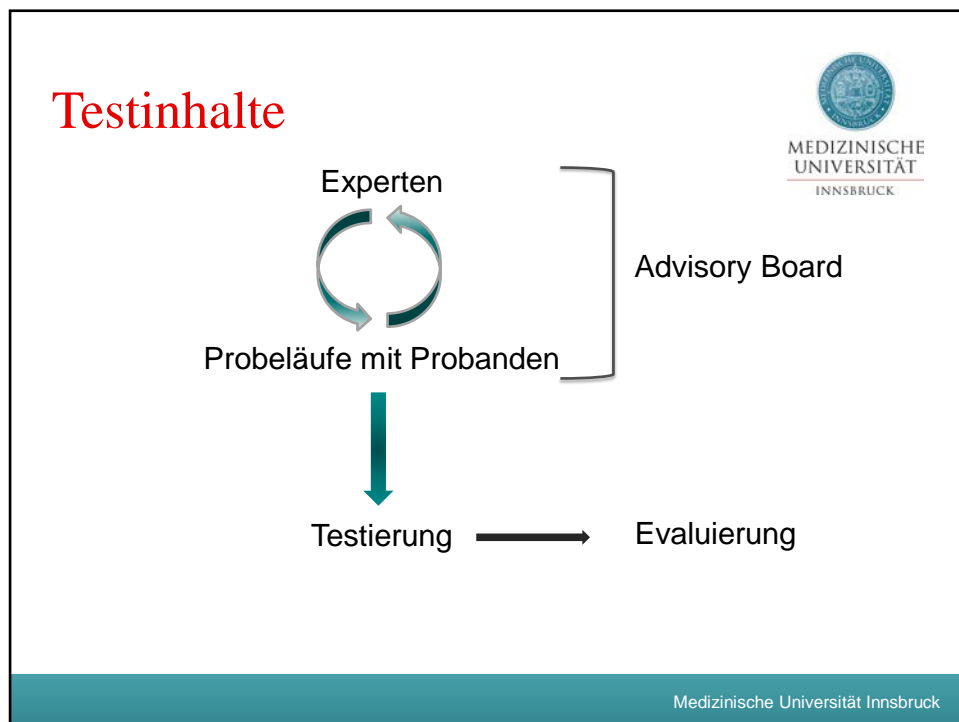 Testinhalte
MEDIZINISCHE
UNIVERSITÄT
INNSBRUCK
Experten
Advisory Board
Probeläufe mit Probanden
Testierung
Evaluierung
Medizinische Universität Innsbruck